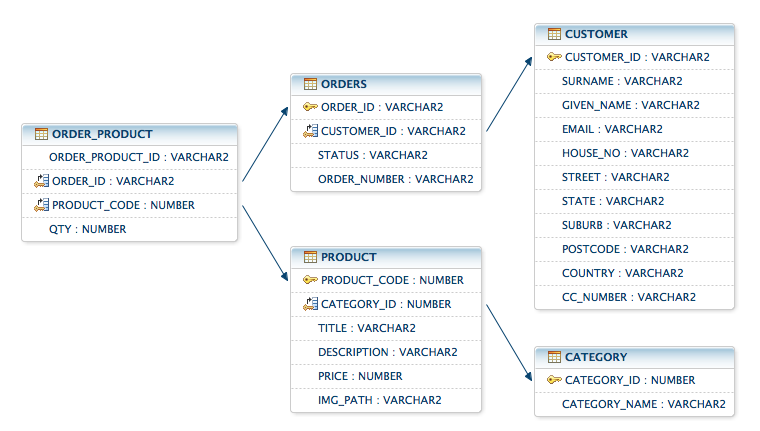 ORDER_PRODUCT
ORDER_PRODUCT_ID : VARCHAR2
ORDER_ID : VARCHAR2
PRODUCT_CODE : NUMBER
QTY : NUMBER
ORDERS
ORDER_ID : VARCHAR2
CUSTOMER_ID : VARCHAR2
STATUS : VARCHAR2
ORDER_NUMBER : VARCHAR2
PRODUCT
PRODUCT_CODE : NUMBER
CATEGORY_ID : NUMBER
TITLE : VARCHAR2
DESCRIPTION : VARCHAR2
PRICE : NUMBER
IMG_PATH : VARCHAR2
CUSTOMER
CUSTOMER_ID : VARCHAR2
SURNAME : VARCHAR2
GIVEN_NAME : VARCHAR2
EMAIL : VARCHAR2
HOUSE_NO : VARCHAR2
STREET : VARCHAR2
STATE : VARCHAR2
SUBURB : VARCHAR2
POSTCODE : VARCHAR2
COUNTRY : VARCHAR2
CC_NUMBER : VARCHAR2
CATEGORY
CATEGORY_ID : NUMBER
CATEGORY_NAME : VARCHAR2